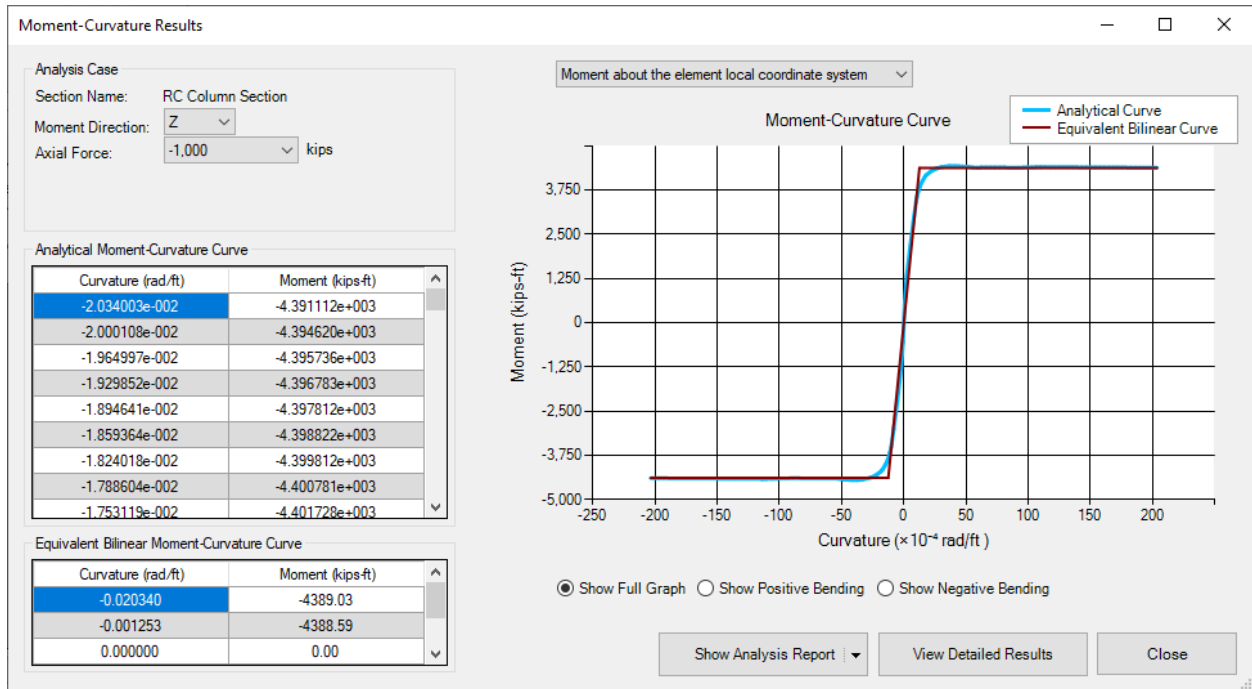 Moment-Curvature Results
Analysis Case
Section Name: RC Column Section
Moment Direction: Z
Axial Force: -1,000 kips
Analytical Moment-Curvature Curve
Curvature (rad/ft) Moment (kips-ft)
-2.034003e-002 -4.391112e+003
-2.000108e-002 -4.394620e+003
-1.964997e-002 -4.395736e+003
-1.929852e-002 -4.396783e+003
-1.894641e-002 -4.397812e+003
-1.859364e-002 -4.398822e+003
-1.824018e-002 -4.399812e+003
-1.788604e-002 -4.400781e+003
-1.753119e-002 -4.401728e+003
Equivalent Bilinear Moment-Curvature Curve
Curvature (rad/ft) Moment (kips-ft)
-0.020340 -4389.03
-0.001253 -4388.59
0.000000 0.00
Moment about the element local coordinate system
Moment-Curvature Curve
Analytical Curve
Equivalent Bilinear Curve
Moment (kips-ft)
3,750
2,500
1,250
0
-1,250
-2,500
-3,750
-5,000
-250 -200 -150 -100 -50 0 50 100 150 200
Curvature (×10⁻⁴ rad/ft )
Show Full Graph Show Positive Bending Show Negative Bending
Show Analysis Report View Detailed Results Close